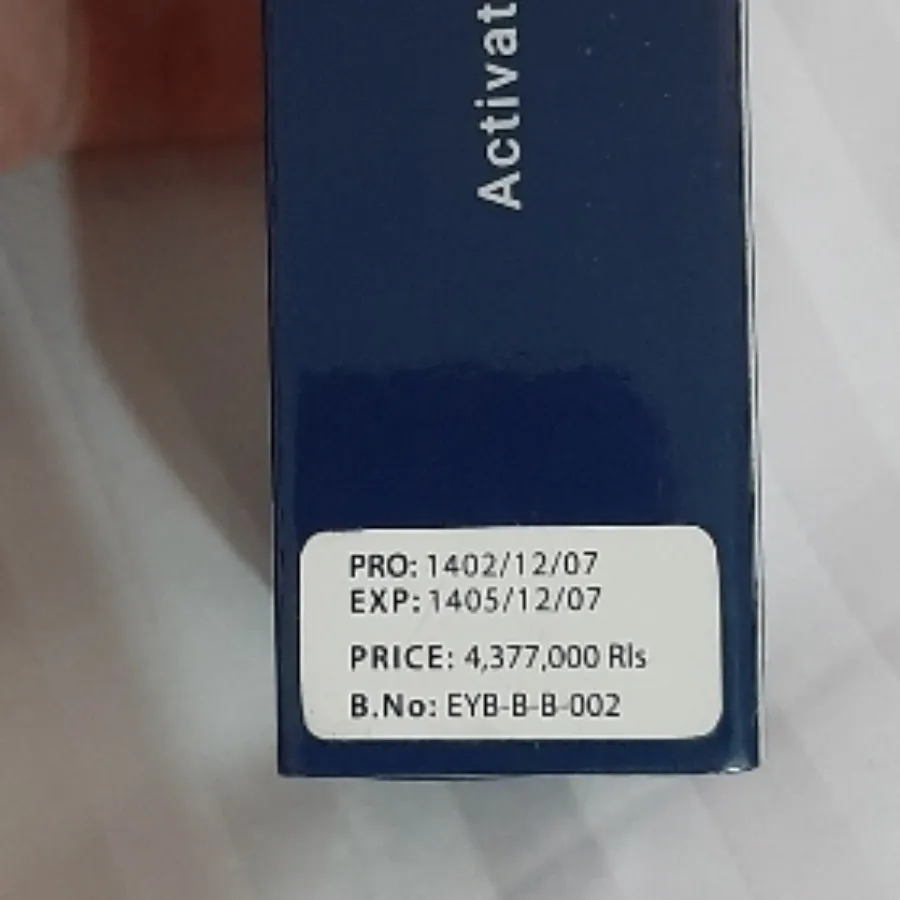 Activat
PRO: 1402/12/07
EXP: 1405/12/07
PRICE: 4,377,000 Rls
B.No: EYB-B-B-002